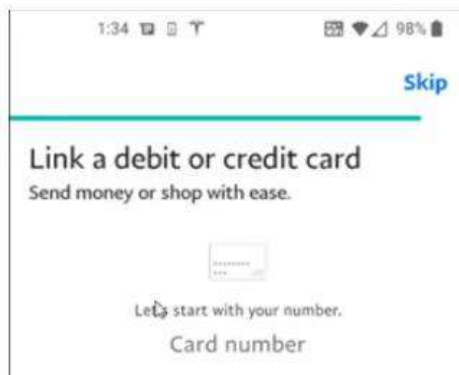 1:34 98%
Skip
Link a debit or credit card
Send money or shop with ease.
Let's start with your number.
Card number